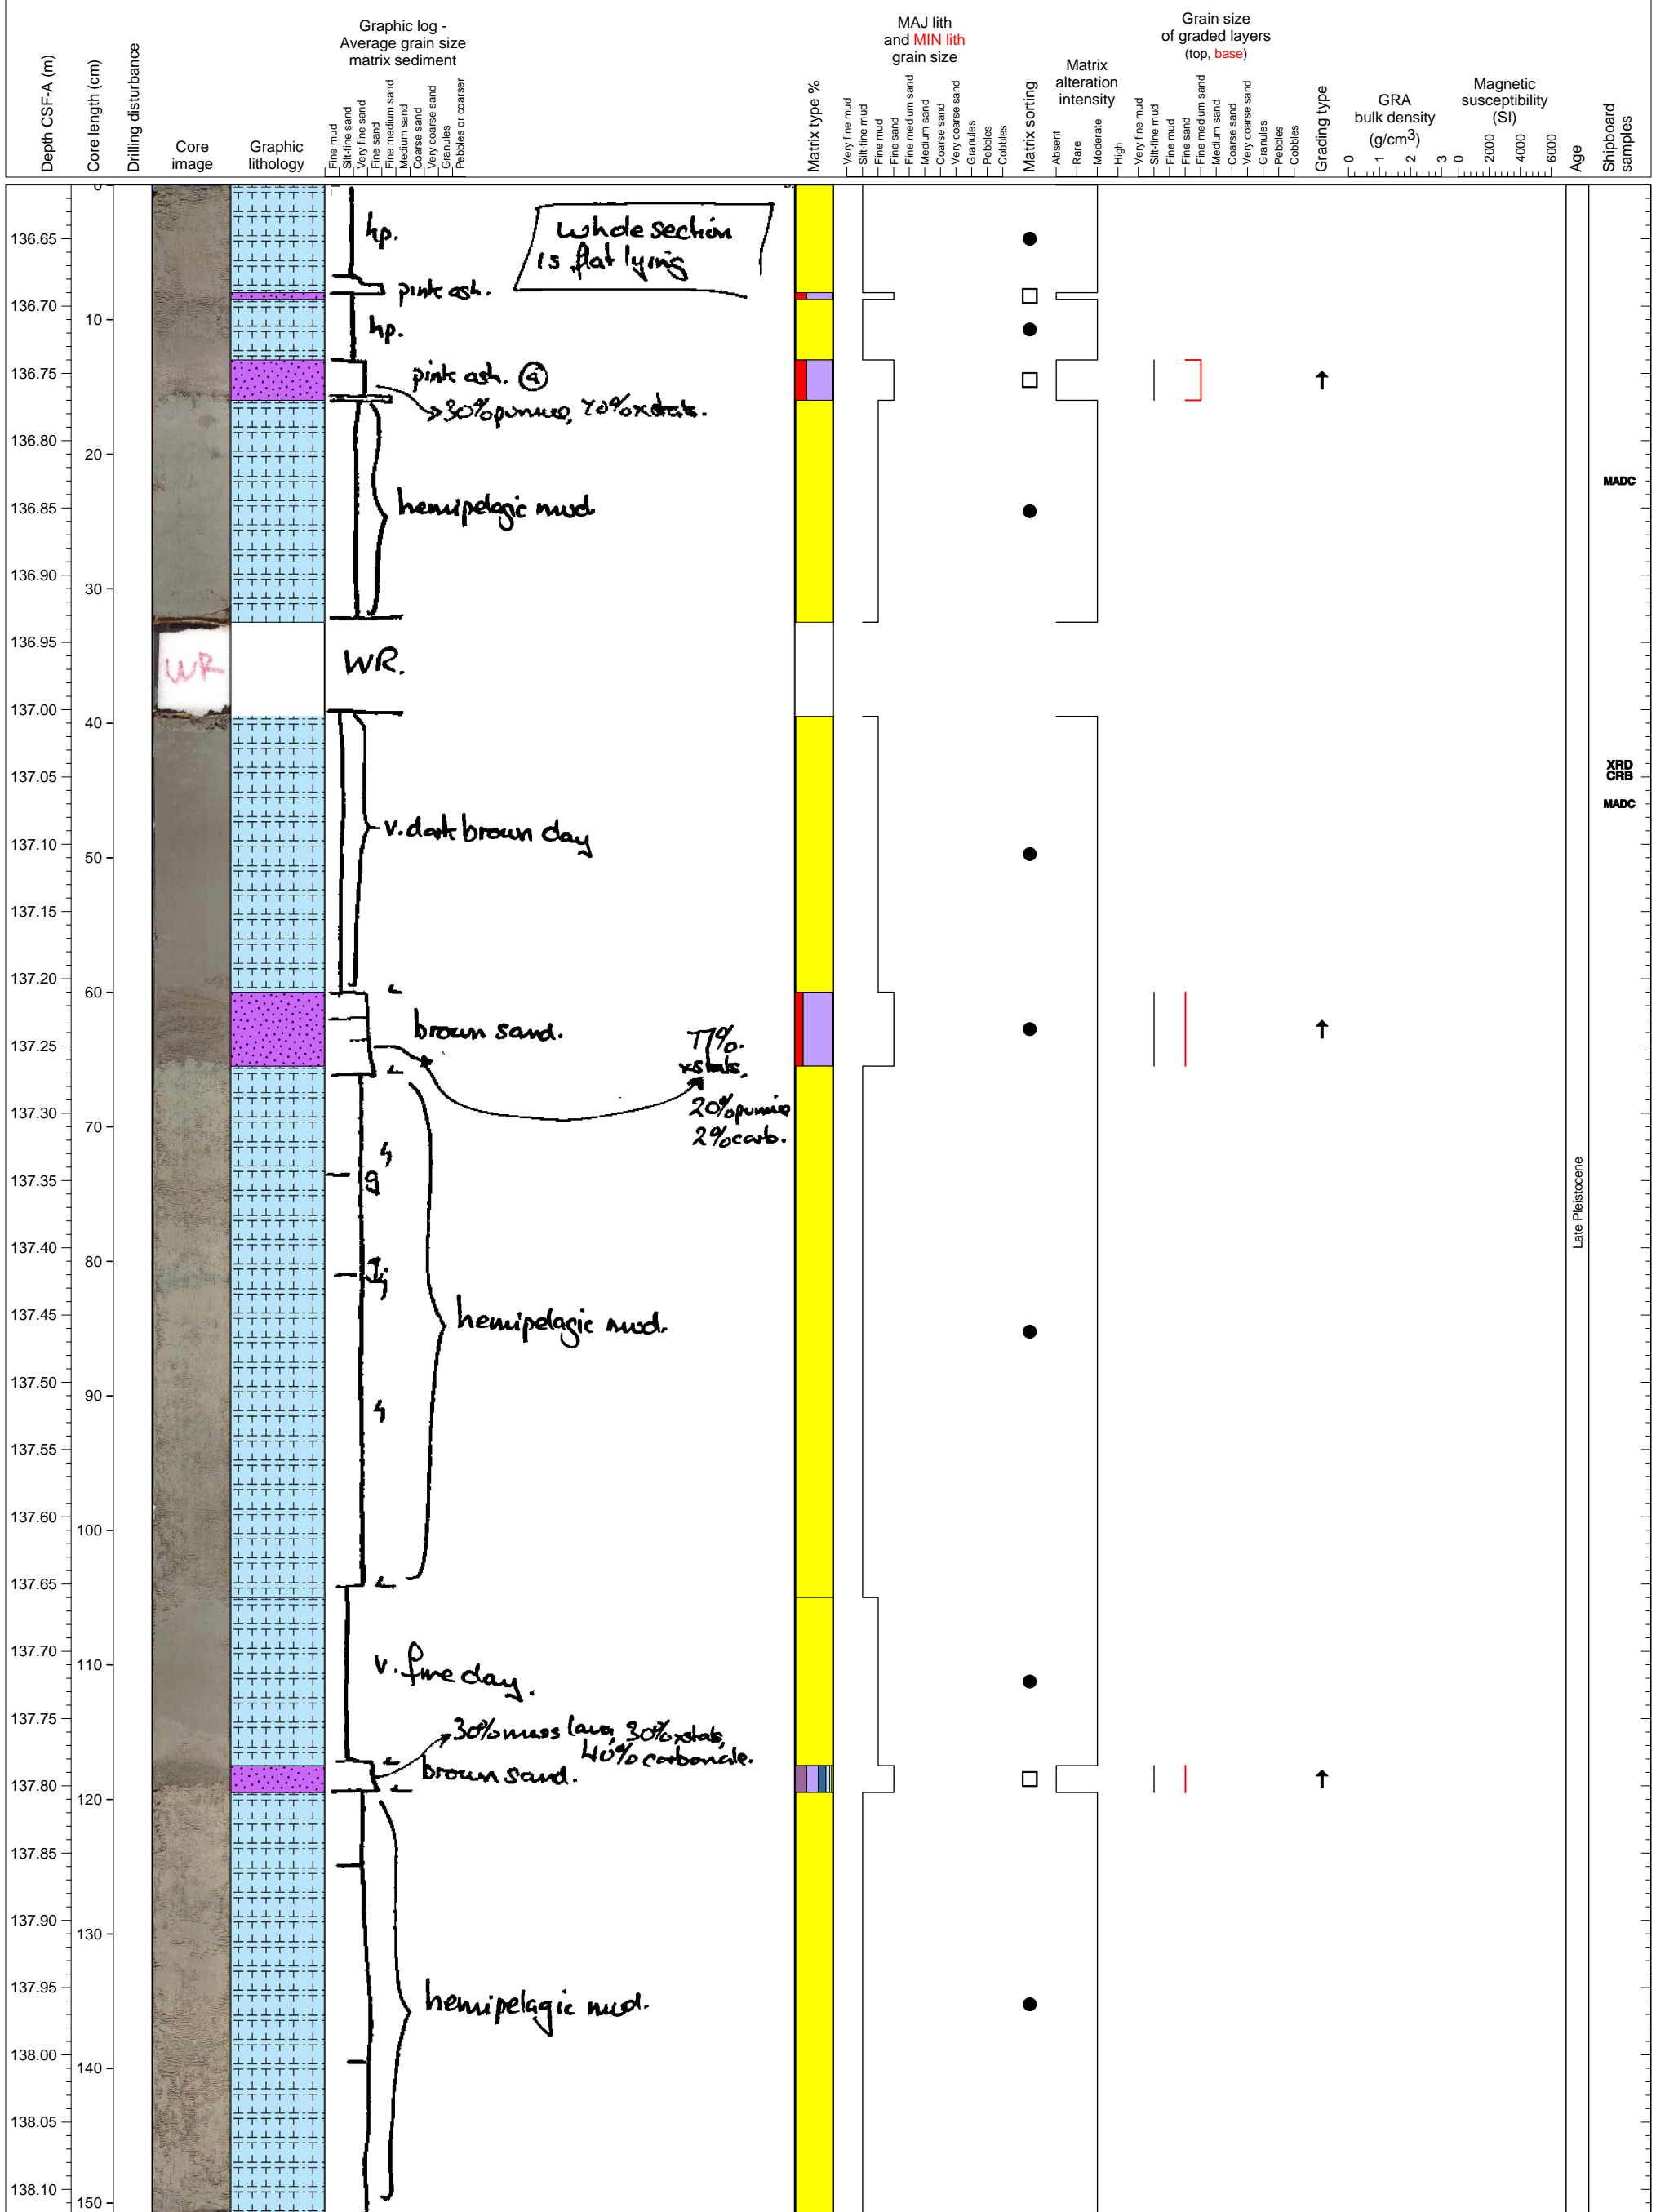 Depth CSF-A (m)
Core length (cm)
Drilling disturbance
Core
image
Graphic
lithology
Graphic log -
Average grain size
matrix sediment
Fine mud
Silt-fine sand
Very fine sand
Fine sand
Fine medium sand
Medium sand
Coarse sand
Very coarse sand
Granules
Pebbles or coarser
Matrix type %
MAJ lith
and MIN lith
grain size
Very fine mud
Silt-fine mud
Fine mud
Fine sand
Fine medium sand
Medium sand
Coarse sand
Very coarse sand
Granules
Pebbles
Cobbles
Matrix sorting
Matrix
alteration
intensity
Absent
Rare
Moderate
High
Grain size
of graded layers
(top, base)
Very fine mud
Silt-fine mud
Fine mud
Fine sand
Fine medium sand
Medium sand
Coarse sand
Very coarse sand
Granules
Pebbles
Cobbles
Grading type
GRA
bulk density
(g/cm3)
0 1 2 3
Magnetic
susceptibility
(SI)
0 2000 4000 6000
Age
Shipboard
samples
0
hp.
whole section
is flat lying
136.65
pink ash.
136.70
10
hp.
136.75
pink ash. a
30% pumice, 70% xstals.
136.80
20
MADC
136.85
hemipelagic mud
136.90
30
136.95
WR
WR.
137.00
40
137.05
XRD
CRB
MADC
137.10
v. dark brown clay
50
137.15
137.20
60
brown sand.
137.25
77%
xstals,
20% pumice
2% carb.
137.30
70
137.35
Late Pleistocene
137.40
80
137.45
hemipelagic mud.
137.50
90
137.55
137.60
100
137.65
137.70
110
v. fine clay.
137.75
30% mass lava, 30% xstals,
40% carbonate.
brown sand.
137.80
120
137.85
137.90
130
137.95
hemipelagic mud.
138.00
140
138.05
138.10
150